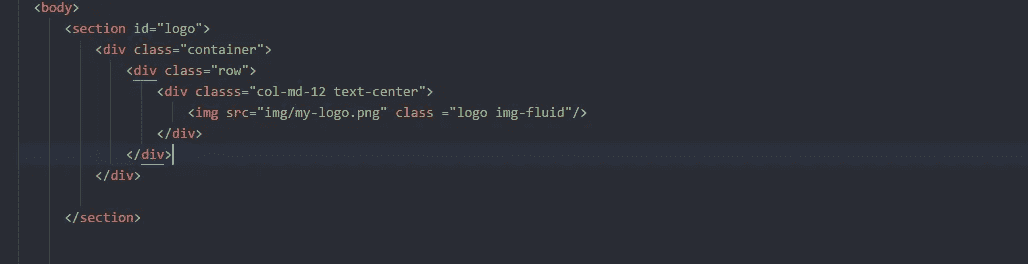 <body>
<section id="logo">
<div class="container">
<div class="row">
<div classs="col-md-12 text-center">
<img src="img/my-logo.png" class ="logo img-fluid"/>
</div>
</div>
</div>
</section>